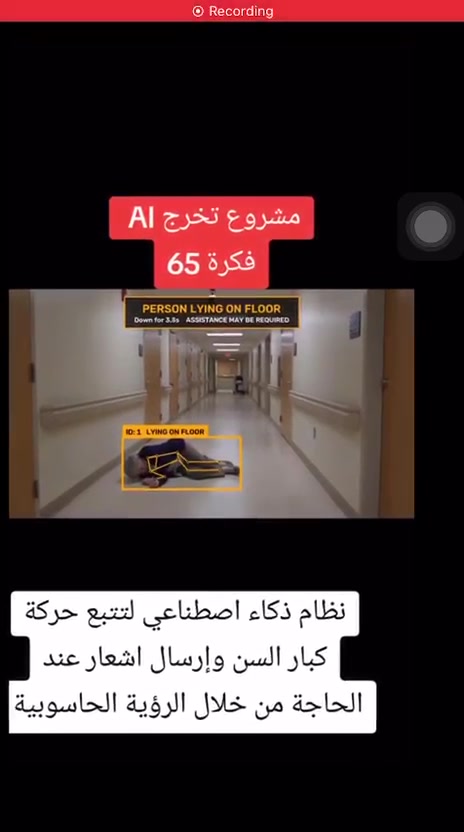 Recording
مشروع تخرج AI
فكرة 65
PERSON LYING ON FLOOR
Down for 3.5s ASSISTANCE MAY BE REQUIRED
ID: 1 LYING ON FLOOR
نظام ذكاء اصطناعي لتتبع حركة
كبار السن وإرسال اشعار عند
الحاجة من خلال الرؤية الحاسوبية